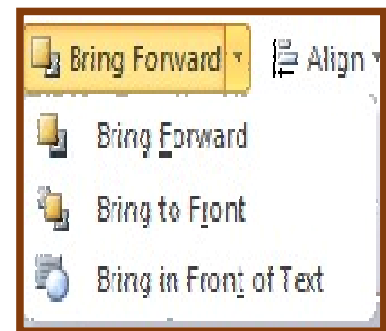 Bring Forward Align
Bring Forward
Bring to Front
Bring in Front of Text